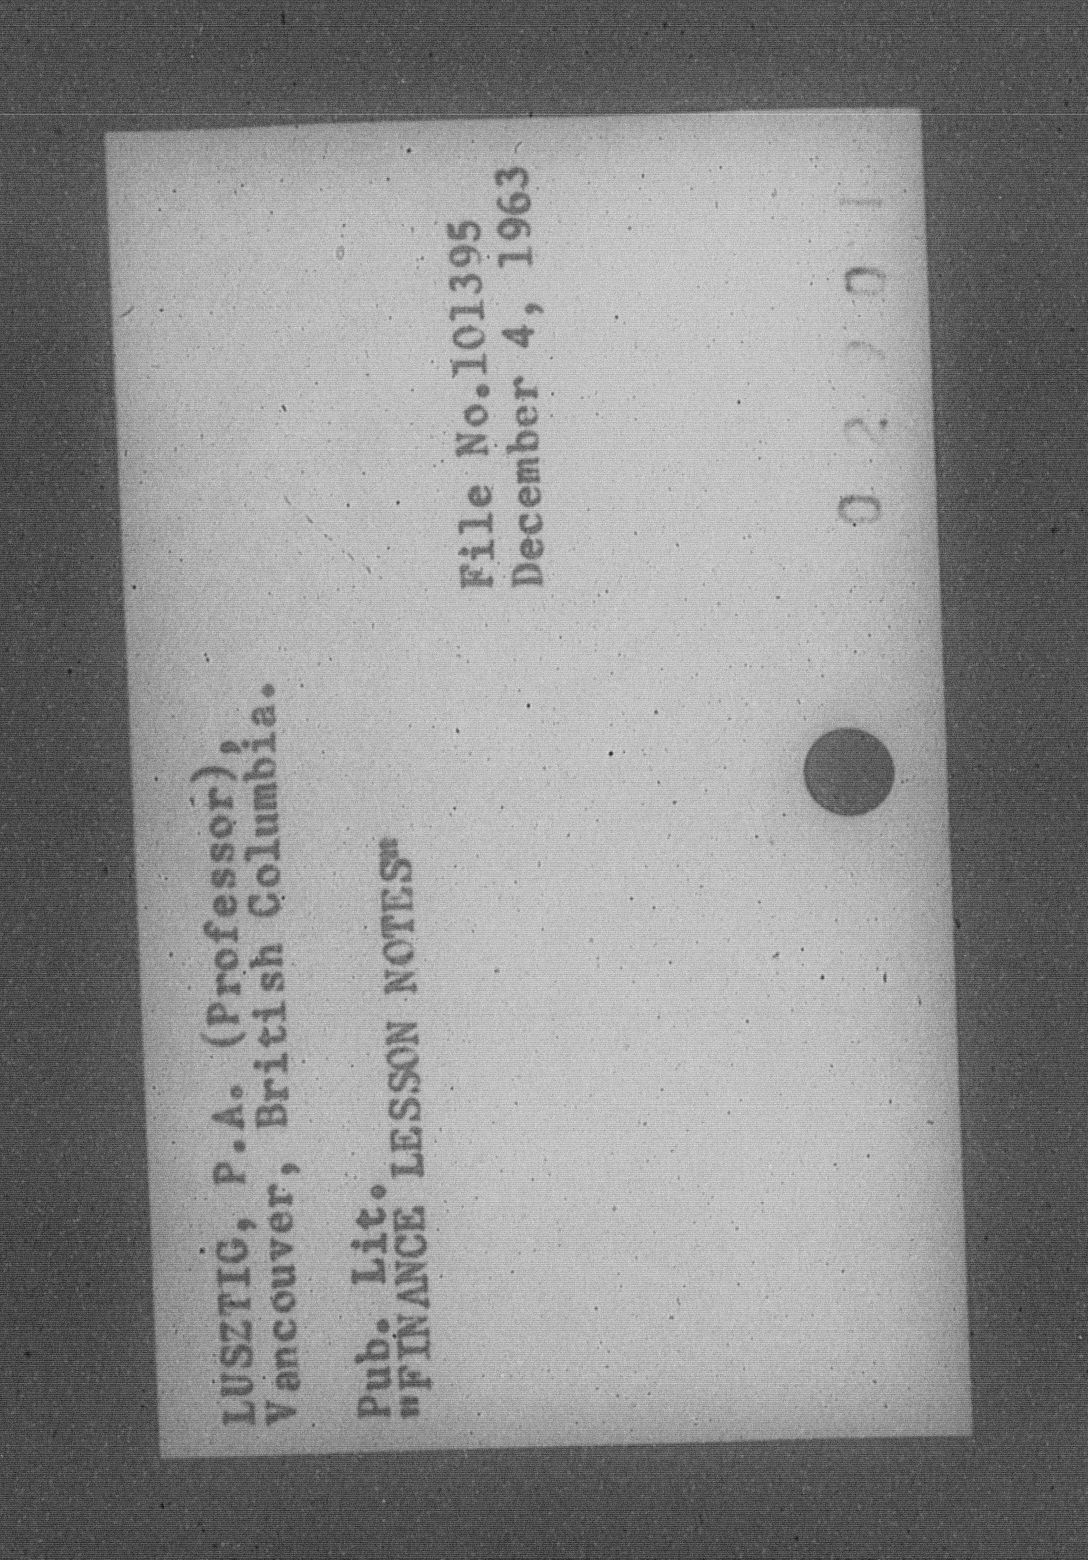 LUSZTIG, P.A. (Professor),
Vancouver, British Columbia.
Pub. Lit.
"FINANCE LESSON NOTES"
File No.101395
December 4, 1963